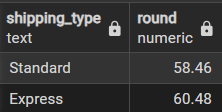 shipping_type round
text numeric
Standard 58.46
Express 60.48